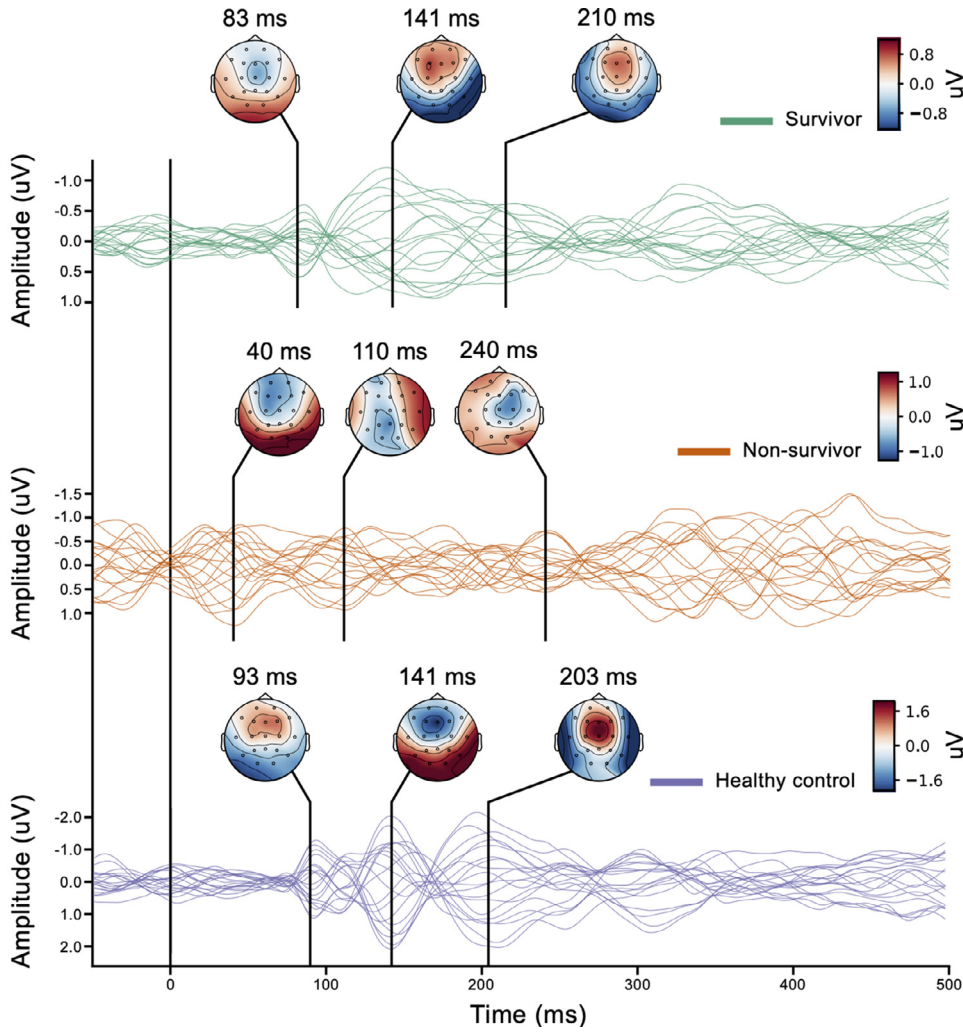 83 ms 141 ms 210 ms
0.8
0.0
−0.8
uV
Survivor
Amplitude (uV)
-1.0
-0.5
0.0
0.5
1.0
40 ms 110 ms 240 ms
1.0
0.0
−1.0
uV
Non-survivor
Amplitude (uV)
-1.5
-1.0
-0.5
0.0
0.5
1.0
93 ms 141 ms 203 ms
1.6
0.0
−1.6
uV
Healthy control
Amplitude (uV)
-2.0
-1.0
0.0
1.0
2.0
0 100 200 300 400 500
Time (ms)